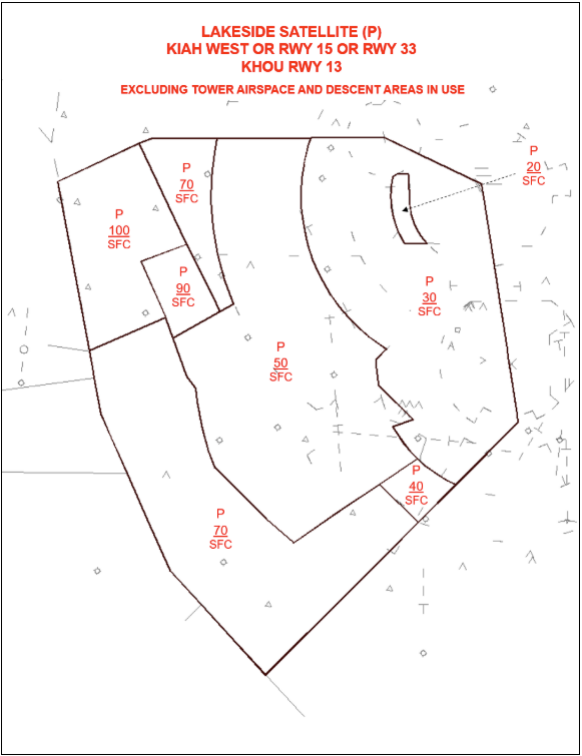 LAKESIDE SATELLITE (P)
KIAH WEST OR RWY 15 OR RWY 33
KHOU RWY 13
EXCLUDING TOWER AIRSPACE AND DESCENT AREAS IN USE
P
20
SFC
P
70
SFC
P
100
SFC
P
90
SFC
P
30
SFC
P
50
SFC
P
40
SFC
P
70
SFC